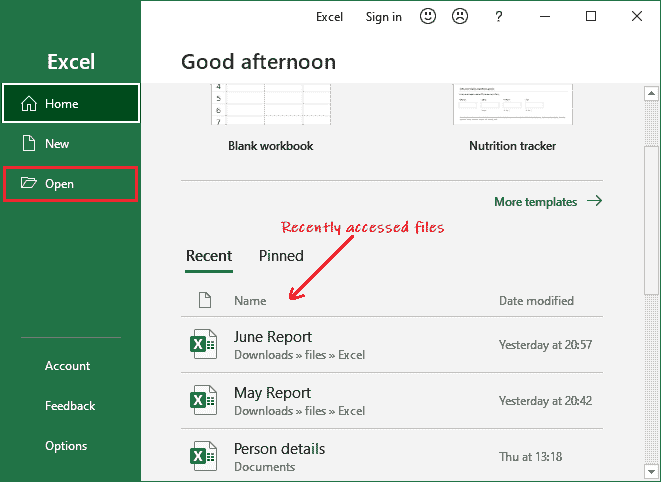 Excel Sign in ?
Excel
Good afternoon
Home
New
Open
Account
Feedback
Options
4
5
6
7
Blank workbook Nutrition tracker
More templates
Recently accessed files
Recent Pinned
Name Date modified
June Report
Downloads » files » Excel
Yesterday at 20:57
May Report
Downloads » files » Excel
Yesterday at 20:42
Person details
Documents
Thu at 13:18